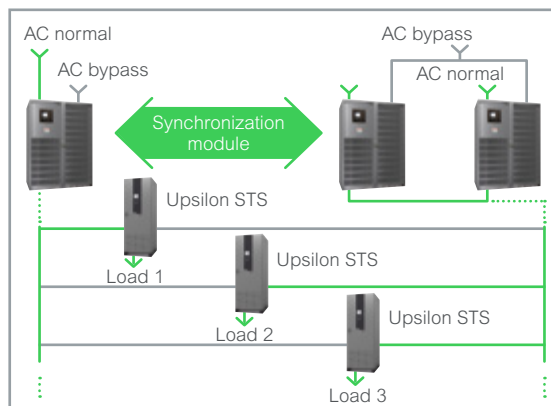 AC normal
AC bypass
AC bypass
AC normal
Synchronization
module
Upsilon STS
Load 1
Upsilon STS
Load 2
Upsilon STS
Load 3